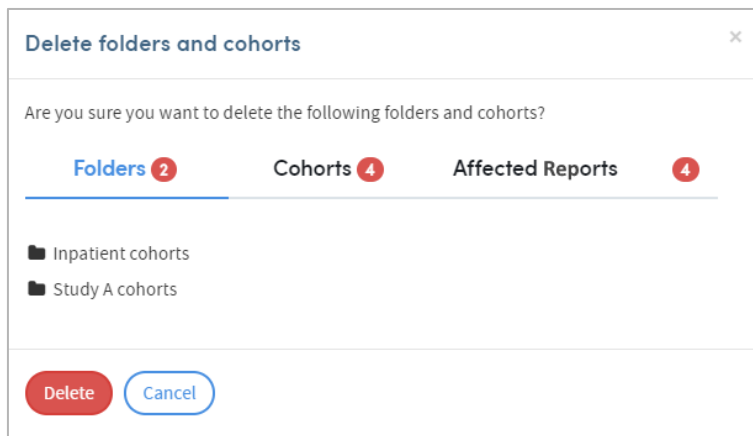 Delete folders and cohorts
×
Are you sure you want to delete the following folders and cohorts?
Folders 2 Cohorts 4 Affected Reports 4
Inpatient cohorts
Study A cohorts
Delete Cancel